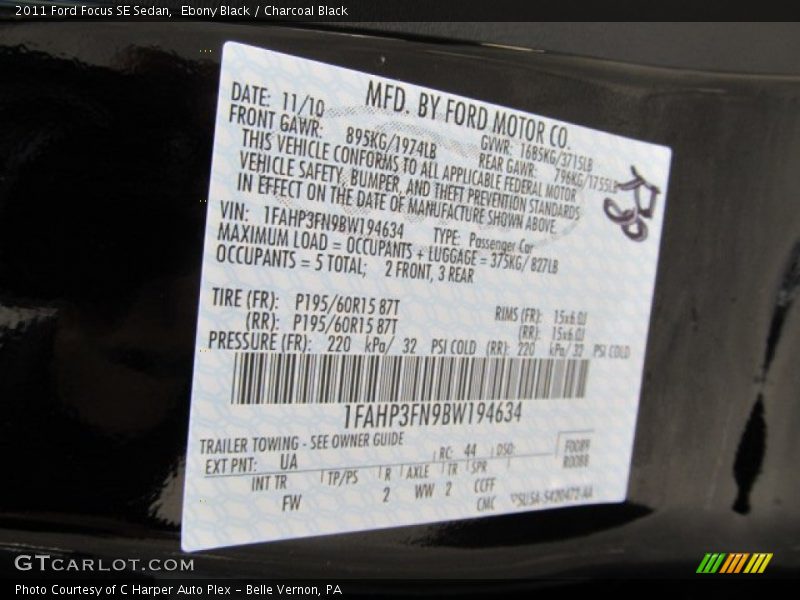 2011 Ford Focus SE Sedan, Ebony Black / Charcoal Black
MFD. BY FORD MOTOR CO.
DATE: 11/10
GVWR: 1685KG/3715LB
FRONT GAWR: 895KG/1974LB
REAR GAWR: 796KG/1755LB
THIS VEHICLE CONFORMS TO ALL APPLICABLE FEDERAL MOTOR
VEHICLE SAFETY, BUMPER, AND THEFT PREVENTION STANDARDS
IN EFFECT ON THE DATE OF MANUFACTURE SHOWN ABOVE.
VIN: 1FAHP3FN9BW194634 TYPE: Passenger Car
MAXIMUM LOAD = OCCUPANTS + LUGGAGE = 375KG/ 827LB
OCCUPANTS = 5 TOTAL; 2 FRONT, 3 REAR
TIRE (FR): P195/60R15 87T RIMS (FR): 15x6.0J
(RR): P195/60R15 87T (RR): 15x6.0J
PRESSURE (FR): 220 kPa/ 32 PSI COLD (RR): 220 kPa/ 32 PSI COLD
1FAHP3FN9BW194634
TRAILER TOWING - SEE OWNER GUIDE
EXT PNT: UA RC: 44 DSO:
INT TR TP/PS R AXLE TR SPR
FW 2 WW 2 CCFF
CMC
GTCARLOT.COM
Photo Courtesy of C Harper Auto Plex - Belle Vernon, PA